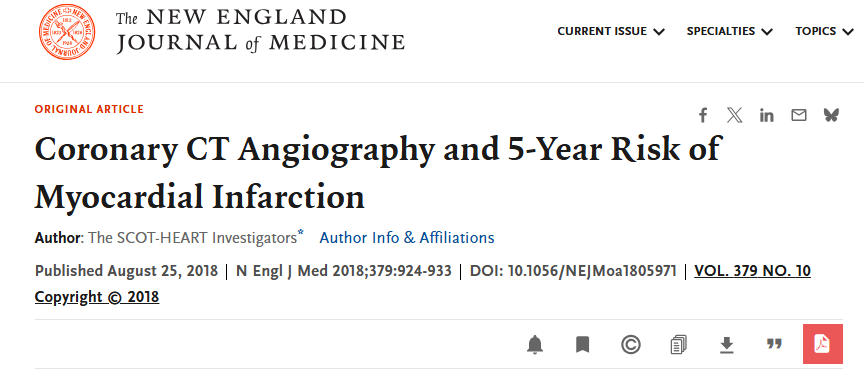 The NEW ENGLAND
JOURNAL of MEDICINE
CURRENT ISSUE
SPECIALTIES
TOPICS
ORIGINAL ARTICLE
Coronary CT Angiography and 5-Year Risk of
Myocardial Infarction
Author: The SCOT-HEART Investigators* Author Info & Affiliations
Published August 25, 2018 | N Engl J Med 2018;379:924-933 | DOI: 10.1056/NEJMoa1805971 | VOL. 379 NO. 10
Copyright © 2018